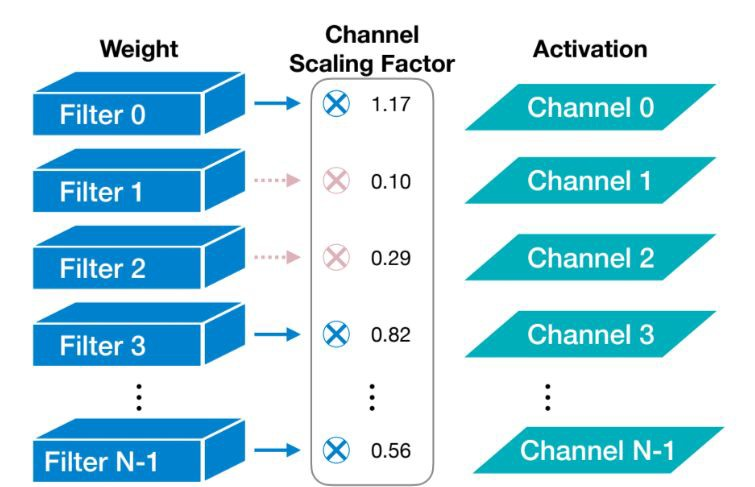 Weight
Channel
Scaling Factor
Activation
Filter 0
1.17
Channel 0
Filter 1
0.10
Channel 1
Filter 2
0.29
Channel 2
Filter 3
0.82
Channel 3
Filter N-1
0.56
Channel N-1